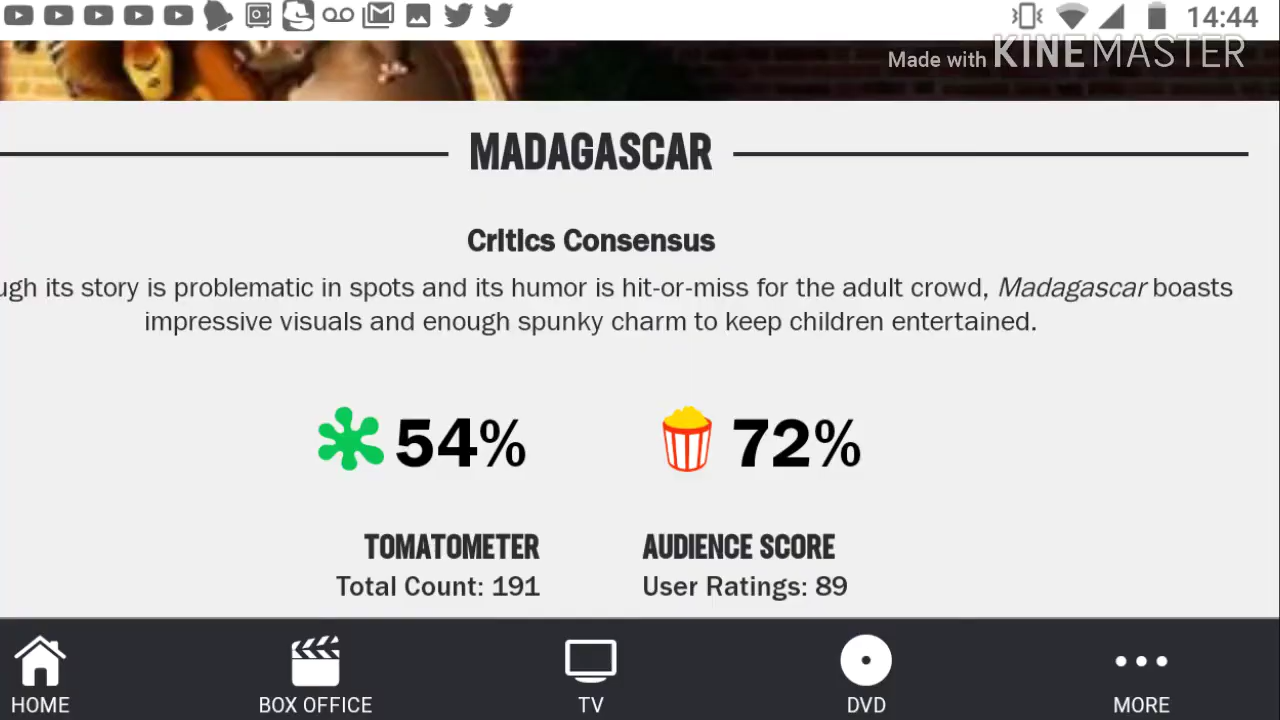 14:44
Made with KINEMASTER
MADAGASCAR
Critics Consensus
ugh its story is problematic in spots and its humor is hit-or-miss for the adult crowd, Madagascar boasts
impressive visuals and enough spunky charm to keep children entertained.
54% 72%
TOMATOMETER AUDIENCE SCORE
Total Count: 191 User Ratings: 89
HOME BOX OFFICE TV DVD MORE